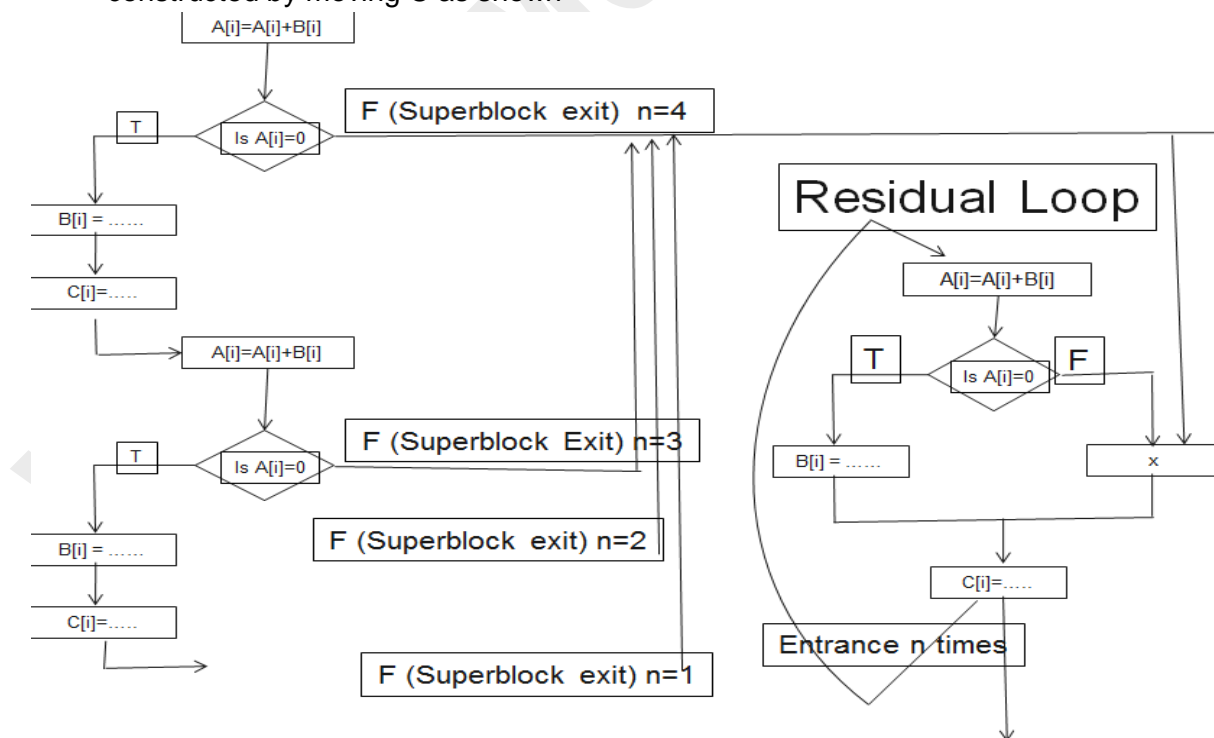 constructed by moving C as shown
A[i]=A[i]+B[i]
F (Superblock exit) n=4
T
Is A[i]=0
Residual Loop
B[i] = ......
A[i]=A[i]+B[i]
C[i]=.....
A[i]=A[i]+B[i]
T
F
Is A[i]=0
F (Superblock Exit) n=3
T
Is A[i]=0
B[i] = ......
x
F (Superblock exit) n=2
B[i] = ......
C[i]=.....
C[i]=.....
Entrance n times
F (Superblock exit) n=1